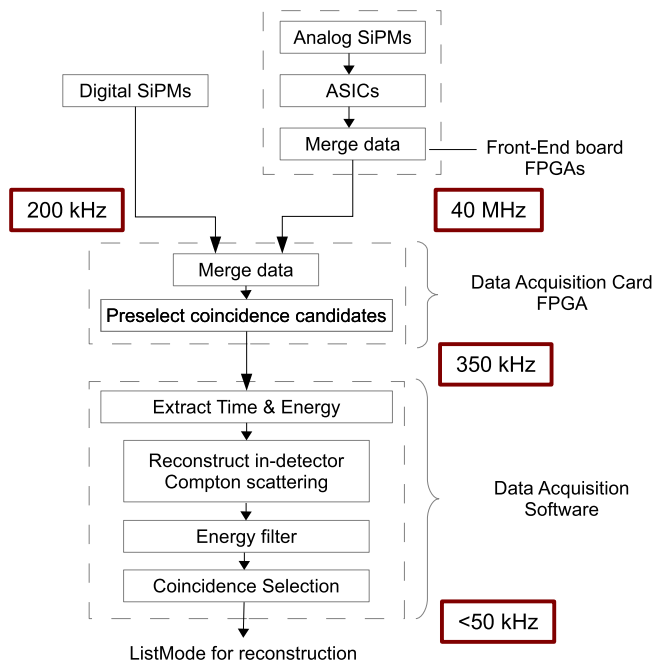 Analog SiPMs
Digital SiPMs
ASICs
Merge data
Front-End board
FPGAs
200 kHz
40 MHz
Merge data
Preselect coincidence candidates
Data Acquisition Card
FPGA
350 kHz
Extract Time & Energy
Reconstruct in-detector
Compton scattering
Energy filter
Coincidence Selection
Data Acquisition
Software
<50 kHz
ListMode for reconstruction